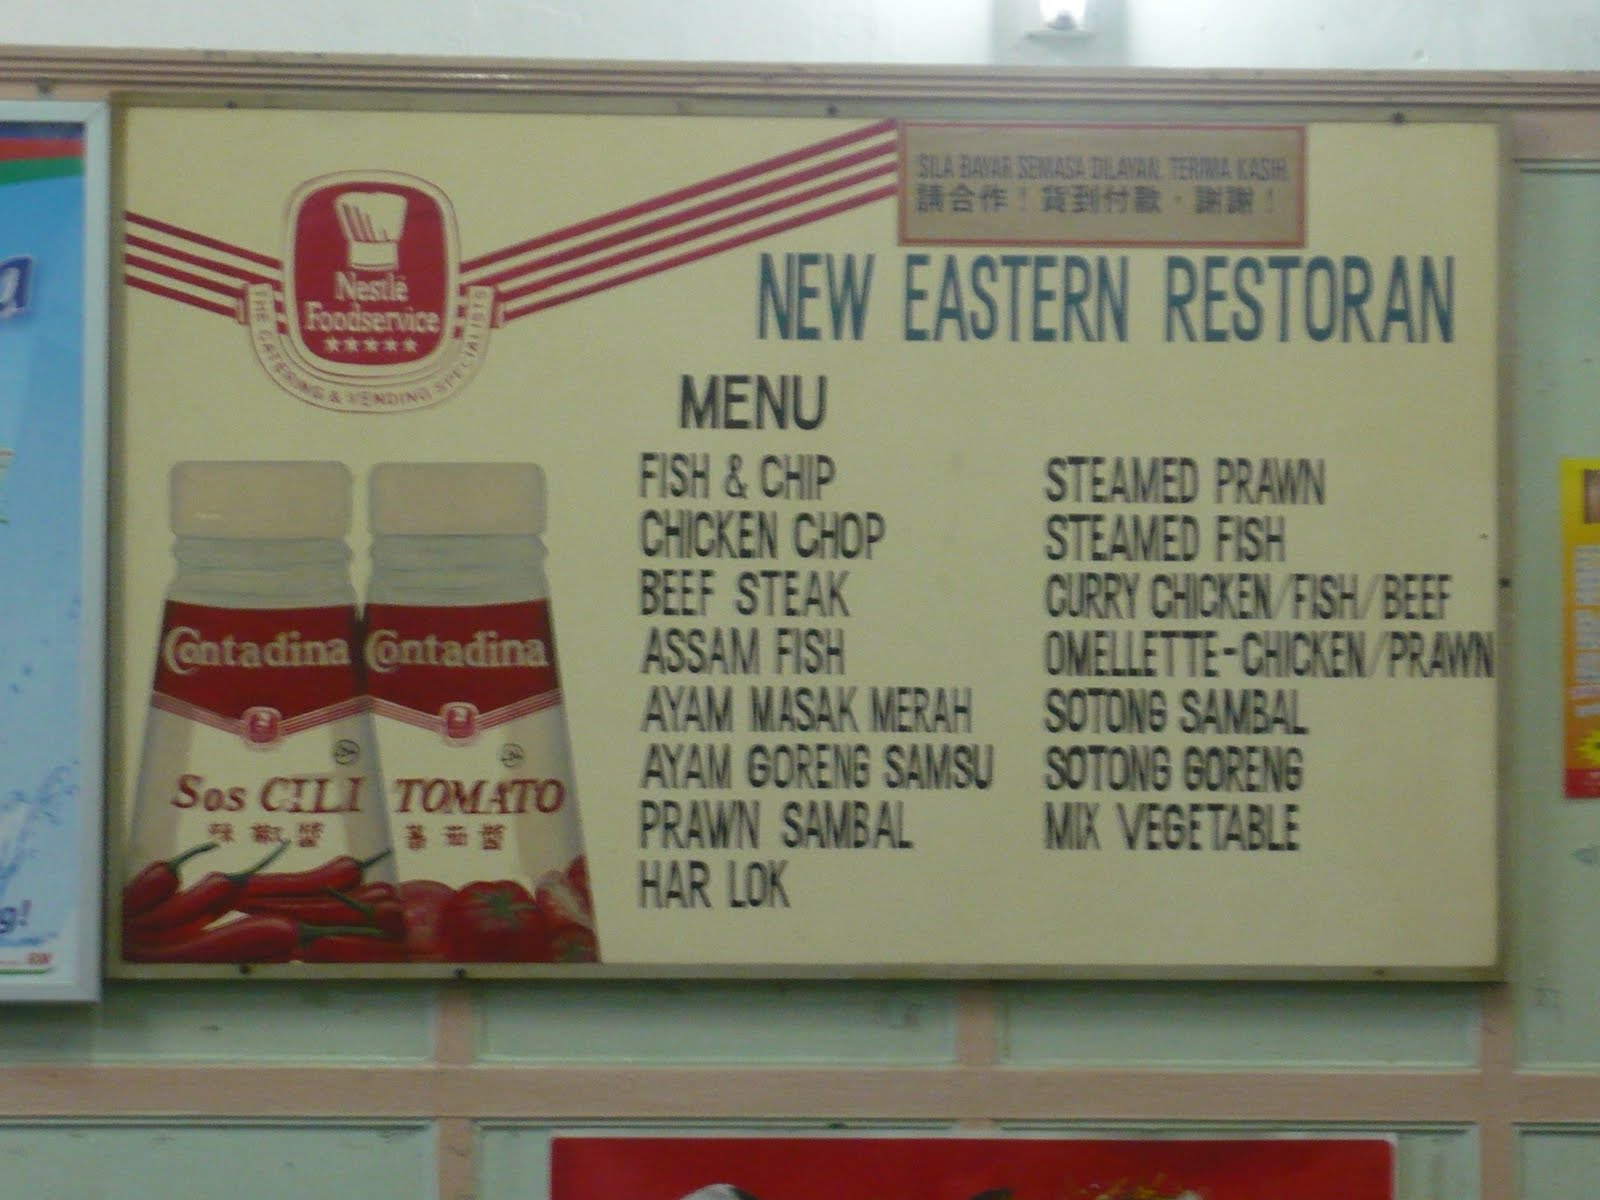 SILA BAYAR SEMASA DILAYAN. TERIMA KASIH.
請合作！貨到付款・謝謝！
Nestlé
Foodservice
THE CATERING & VENDING SPECIALISTS
NEW EASTERN RESTORAN
MENU
FISH & CHIP
CHICKEN CHOP
BEEF STEAK
ASSAM FISH
AYAM MASAK MERAH
AYAM GORENG SAMSU
PRAWN SAMBAL
HAR LOK
STEAMED PRAWN
STEAMED FISH
CURRY CHICKEN/FISH/BEEF
OMELLETTE-CHICKEN/PRAWN
SOTONG SAMBAL
SOTONG GORENG
MIX VEGETABLE
Contadina
Sos CILI
辣椒醬
Contadina
TOMATO
蕃茄醬
g!